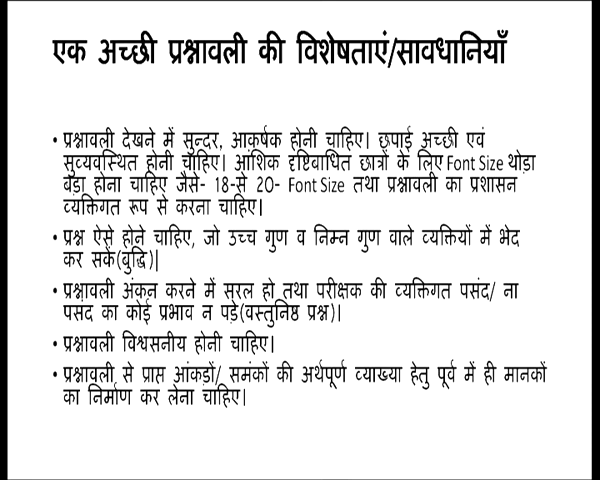 एक अच्छी प्रश्नावली की विशेषताएं/सावधानियाँ
• प्रश्नावली देखने में सुन्दर, आकर्षक होनी चाहिए। छपाई अच्छी एवं
सुव्यवस्थित होनी चाहिए। आंशिक दृष्टिबाधित छात्रों के लिए Font Size थोड़ा
बड़ा होना चाहिए जैसे- 18-से 20- Font Size तथा प्रश्नावली का प्रशासन
व्यक्तिगत रूप से करना चाहिए।
• प्रश्न ऐसे होने चाहिए, जो उच्च गुण व निम्न गुण वाले व्यक्तियों में भेद
कर सकें(बुद्धि)|
• प्रश्नावली अंकन करने में सरल हो तथा परीक्षक की व्यक्तिगत पसंद/ ना
पसंद का कोई प्रभाव न पड़े(वस्तुनिष्ठ प्रश्न)।
• प्रश्नावली विश्वसनीय होनी चाहिए।
• प्रश्नावली से प्राप्त आंकड़ों/ समंकों की अर्थपूर्ण व्याख्या हेतु पूर्व में ही मानकों
का निर्माण कर लेना चाहिए।